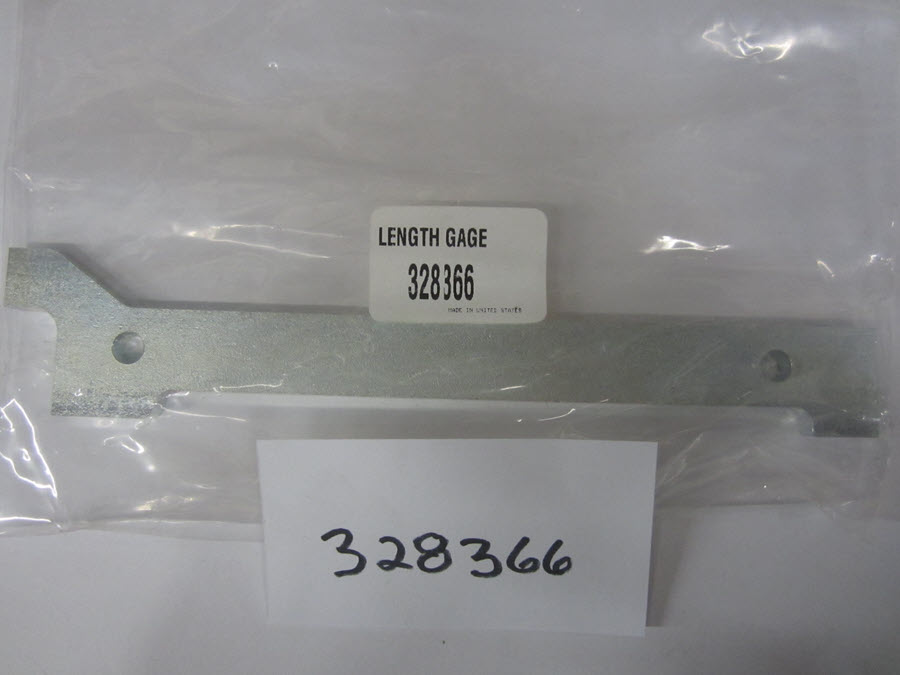 LENGTH GAGE
328366
MADE IN UNITED STATES
328366